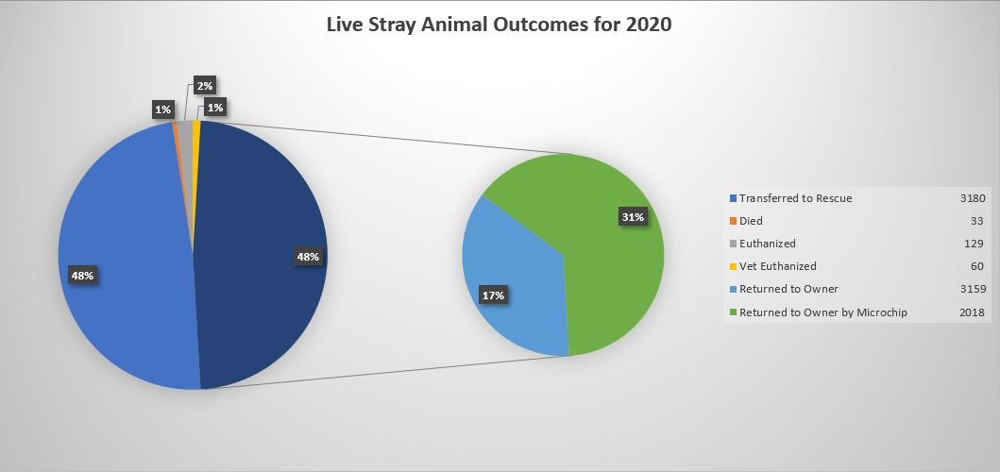 Live Stray Animal Outcomes for 2020
2%
1%
1%
48%
48%
31%
17%
Transferred to Rescue 3180
Died 33
Euthanized 129
Vet Euthanized 60
Returned to Owner 3159
Returned to Owner by Microchip 2018